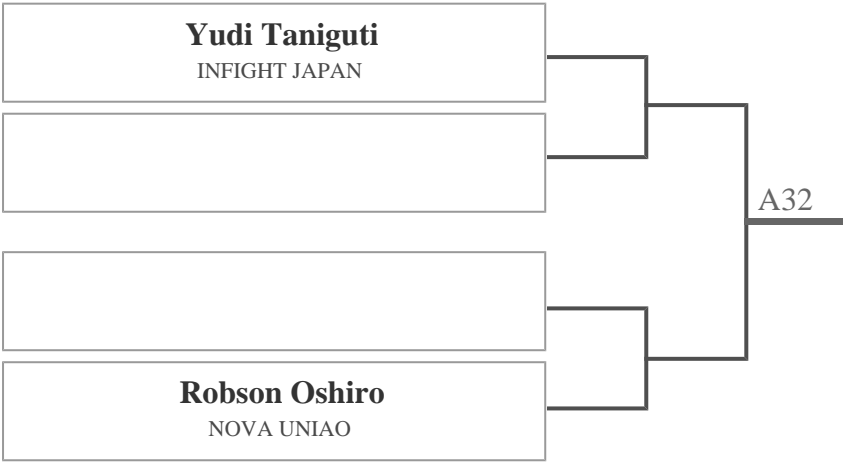 Yudi Taniguti
INFIGHT JAPAN
A32
Robson Oshiro
NOVA UNIAO